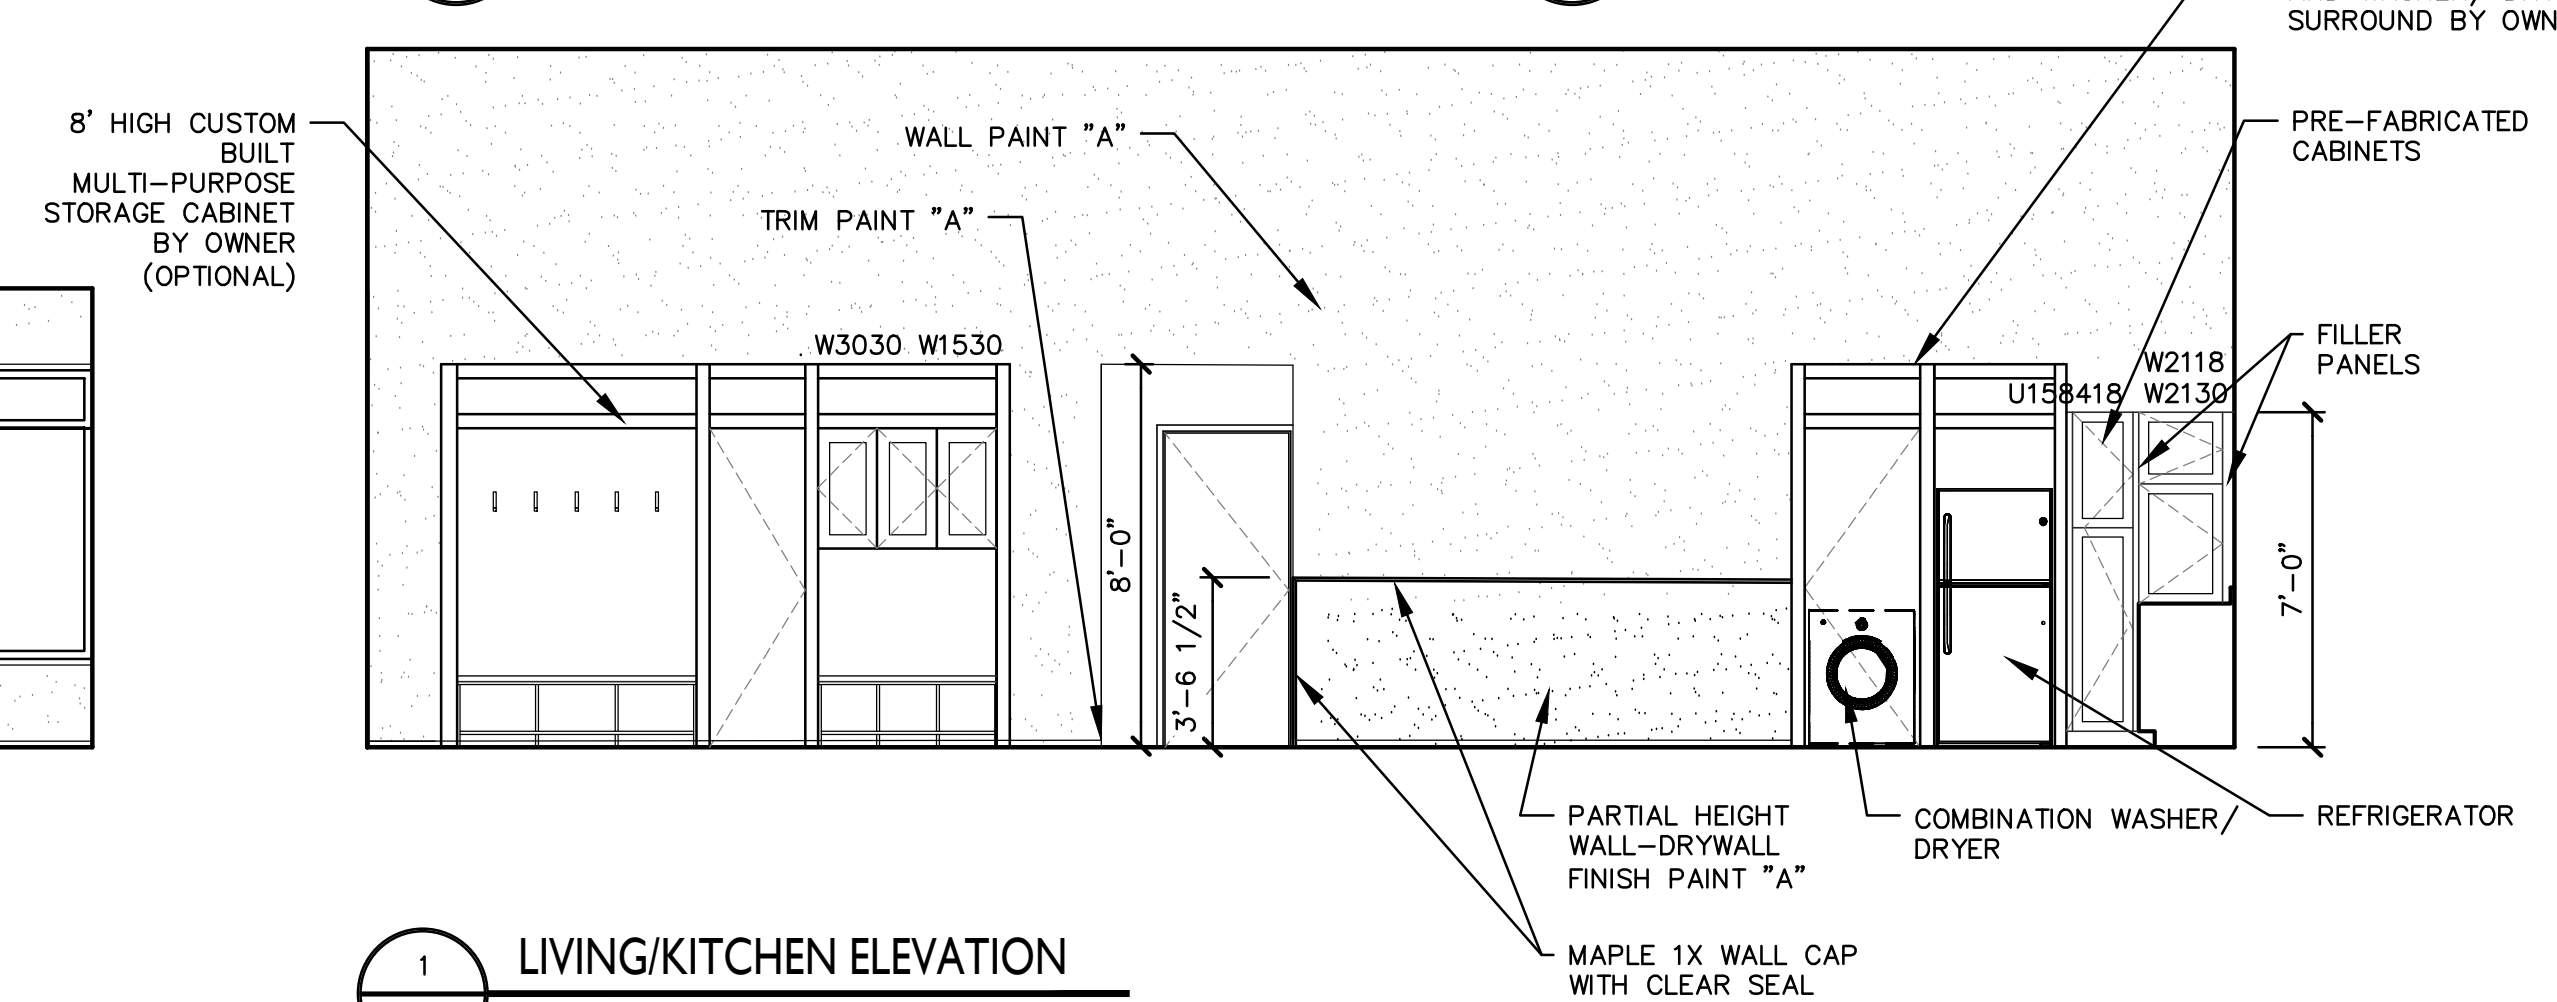 SURROUND BY OWN
8' HIGH CUSTOM
BUILT
MULTI-PURPOSE
STORAGE CABINET
BY OWNER
(OPTIONAL)
WALL PAINT "A"
TRIM PAINT "A"
PRE-FABRICATED
CABINETS
W3030 W1530
FILLER
PANELS
W2118
U158418 W2130
8'-0"
3'-6 1/2"
7'-0"
PARTIAL HEIGHT
WALL-DRYWALL
FINISH PAINT "A"
COMBINATION WASHER/
DRYER
REFRIGERATOR
MAPLE 1X WALL CAP
WITH CLEAR SEAL
1
LIVING/KITCHEN ELEVATION